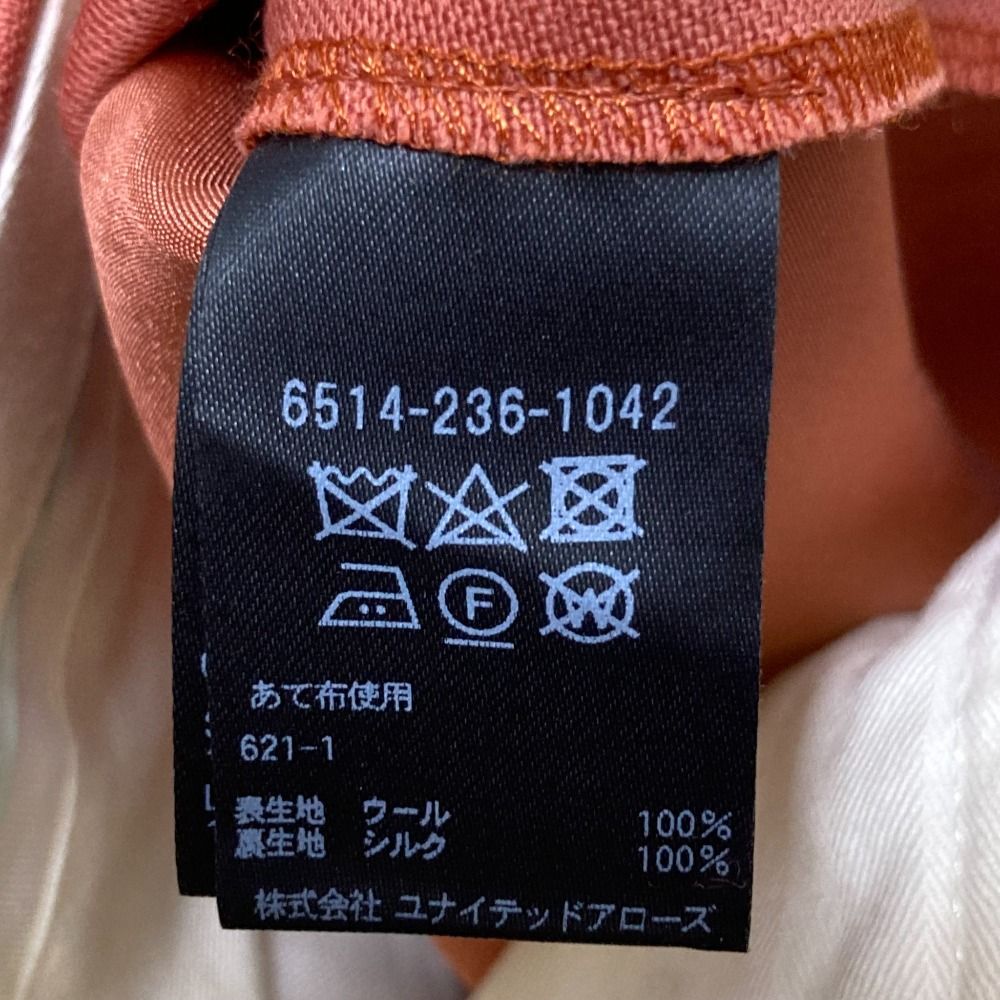 6514-236-1042
F W
あて布使用
621-1
表生地 ウール 100%
裏生地 シルク 100%
株式会社 ユナイテッドアローズ